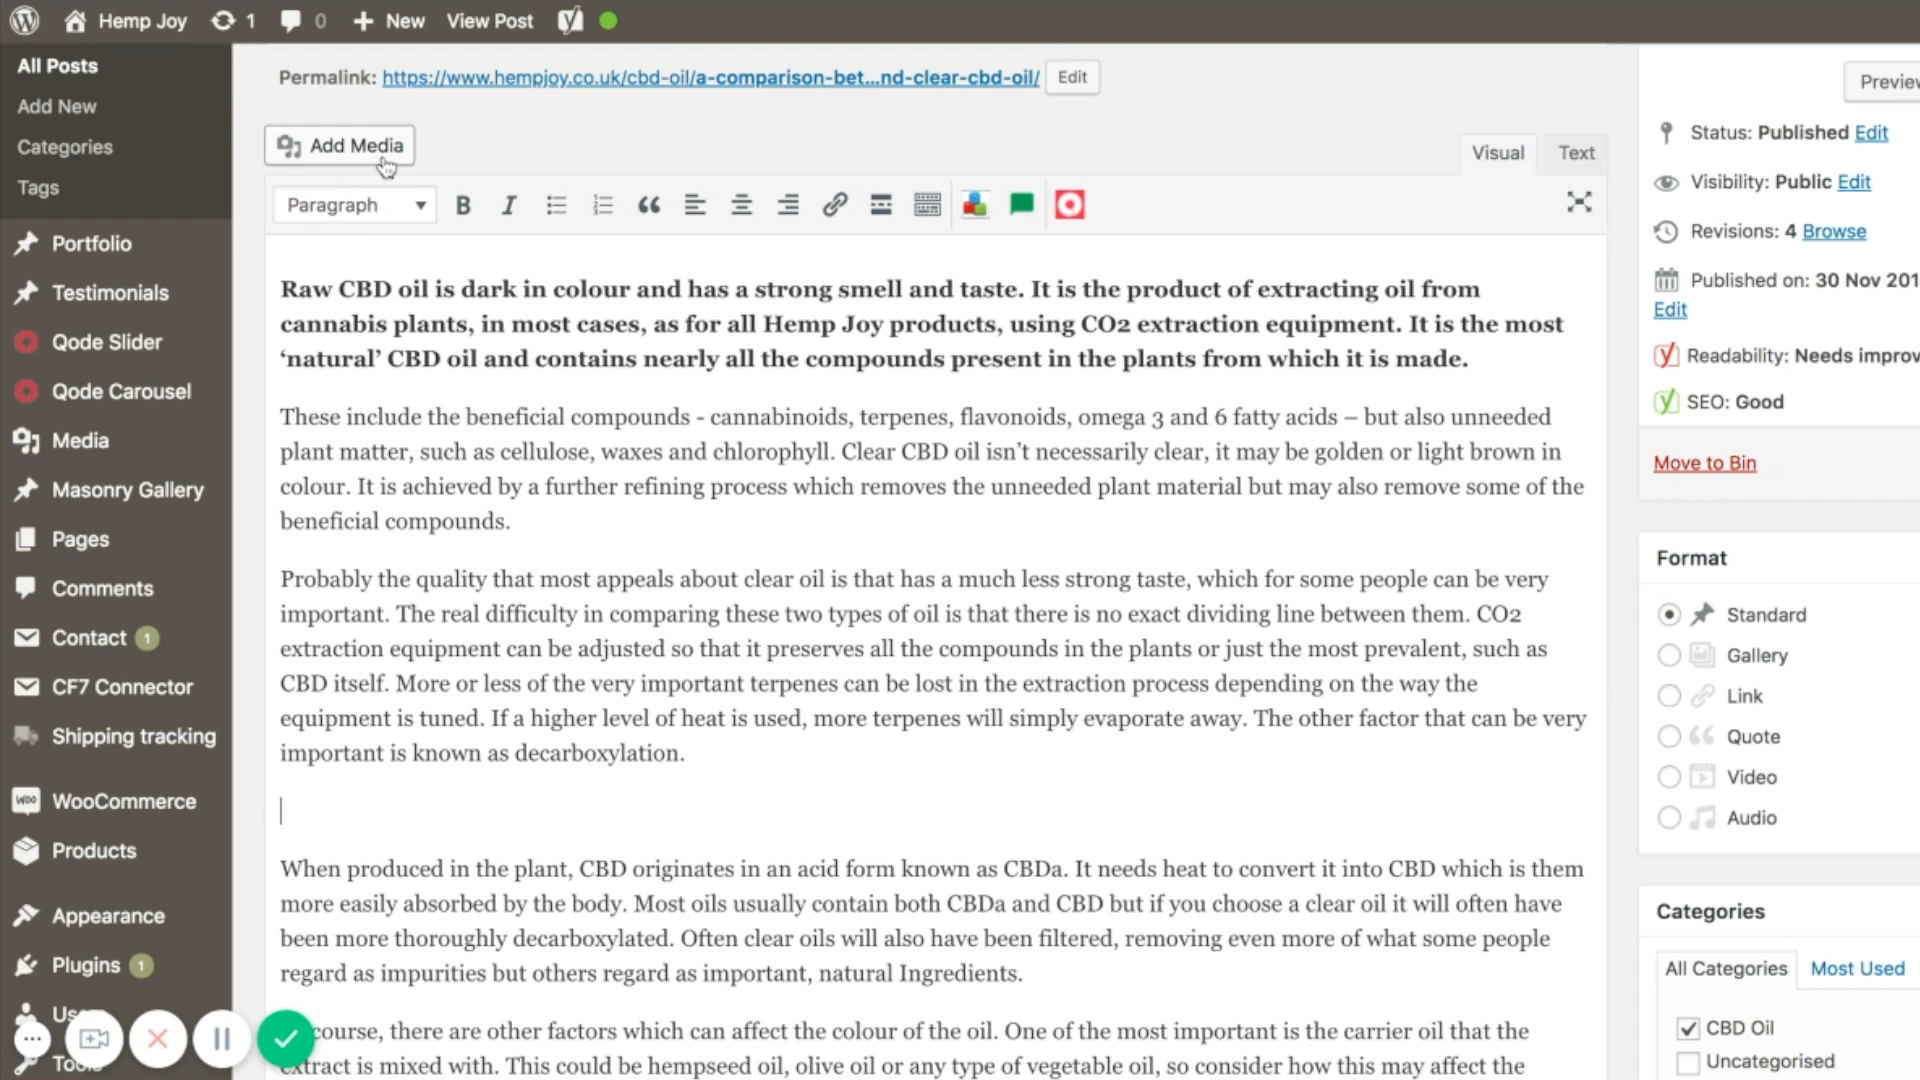 Hemp Joy 1 0 New View Post
All Posts
Add New
Categories
Tags
Portfolio
Testimonials
Qode Slider
Qode Carousel
Media
Masonry Gallery
Pages
Comments
Contact 1
CF7 Connector
Shipping tracking
WooCommerce
Products
Appearance
Plugins 1
Permalink: https://www.hempjoy.co.uk/cbd-oil/a-comparison-bet...nd-clear-cbd-oil/ Edit
Add Media
Visual Text
Paragraph
Raw CBD oil is dark in colour and has a strong smell and taste. It is the product of extracting oil from
cannabis plants, in most cases, as for all Hemp Joy products, using CO2 extraction equipment. It is the most
‘natural’ CBD oil and contains nearly all the compounds present in the plants from which it is made.
These include the beneficial compounds - cannabinoids, terpenes, flavonoids, omega 3 and 6 fatty acids – but also unneeded
plant matter, such as cellulose, waxes and chlorophyll. Clear CBD oil isn’t necessarily clear, it may be golden or light brown in
colour. It is achieved by a further refining process which removes the unneeded plant material but may also remove some of the
beneficial compounds.
Probably the quality that most appeals about clear oil is that has a much less strong taste, which for some people can be very
important. The real difficulty in comparing these two types of oil is that there is no exact dividing line between them. CO2
extraction equipment can be adjusted so that it preserves all the compounds in the plants or just the most prevalent, such as
CBD itself. More or less of the very important terpenes can be lost in the extraction process depending on the way the
equipment is tuned. If a higher level of heat is used, more terpenes will simply evaporate away. The other factor that can be very
important is known as decarboxylation.
When produced in the plant, CBD originates in an acid form known as CBDa. It needs heat to convert it into CBD which is them
more easily absorbed by the body. Most oils usually contain both CBDa and CBD but if you choose a clear oil it will often have
been more thoroughly decarboxylated. Often clear oils will also have been filtered, removing even more of what some people
regard as impurities but others regard as important, natural Ingredients.
course, there are other factors which can affect the colour of the oil. One of the most important is the carrier oil that the
extract is mixed with. This could be hempseed oil, olive oil or any type of vegetable oil, so consider how this may affect the
Preview
Status: Published Edit
Visibility: Public Edit
Revisions: 4 Browse
Published on: 30 Nov 201
Edit
Readability: Needs improv
SEO: Good
Move to Bin
Format
Standard
Gallery
Link
Quote
Video
Audio
Categories
All Categories Most Used
CBD Oil
Uncategorised